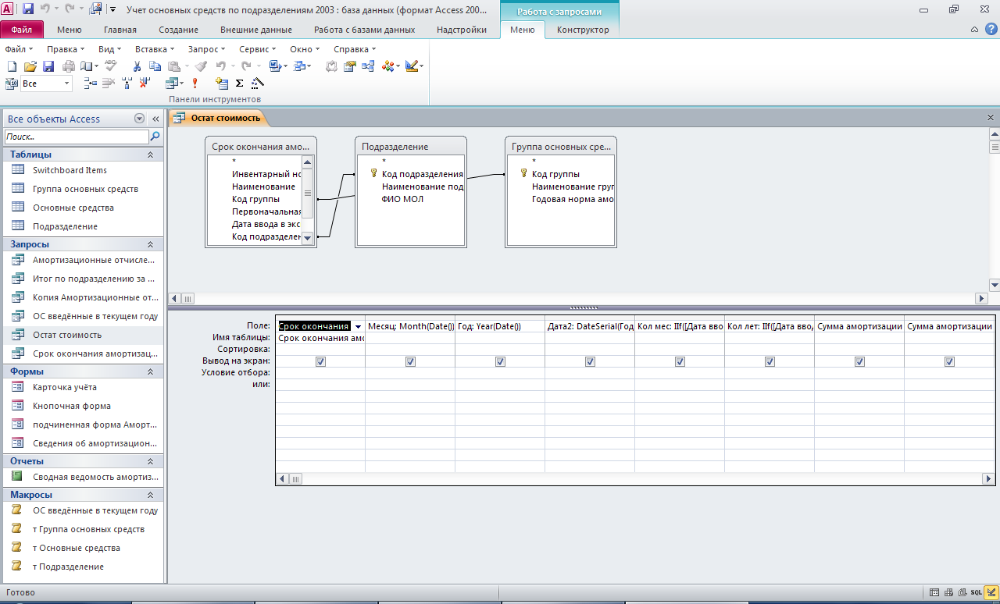 Учет основных средств по подразделениям 2003 : база данных (формат Access 200...
Работа с запросами
Файл Меню Главная Создание Внешние данные Работа с базами данных Надстройки Меню Конструктор
Файл Правка Вид Вставка Запрос Сервис Окно Справка
Все
Панели инструментов
Все объекты Access
Остат стоимость
Поиск...
Таблицы
Switchboard Items
Группа основных средств
Основные средства
Подразделение
Запросы
Амортизационные отчисле...
Итог по подразделению за ...
Копия Амортизационные от...
ОС введённые в текущем году
Остат стоимость
Срок окончания амортизац...
Формы
Карточка учёта
Кнопочная форма
подчиненная форма Аморт...
Сведения об амортизацион...
Отчеты
Сводная ведомость амортиз...
Макросы
ОС введённые в текущем году
т Группа основных средств
т Основные средства
т Подразделение
Срок окончания амо...
*
Инвентарный но
Наименование
Код группы
Первоначальная
Дата ввода в экс
Код подразделен
Подразделение
*
Код подразделения
Наименование под
ФИО МОЛ
Группа основных сре...
*
Код группы
Наименование груп
Годовая норма амо
Поле: Срок окончания Месяц: Month(Date()) Год: Year(Date()) Дата2: DateSerial(Год Кол мес: IIf([Дата вво Кол лет: IIf([Дата ввод Сумма амортизации Сумма амортизации
Имя таблицы: Срок окончания амо
Сортировка:
Вывод на экран:
Условие отбора:
или:
Готово
SQL